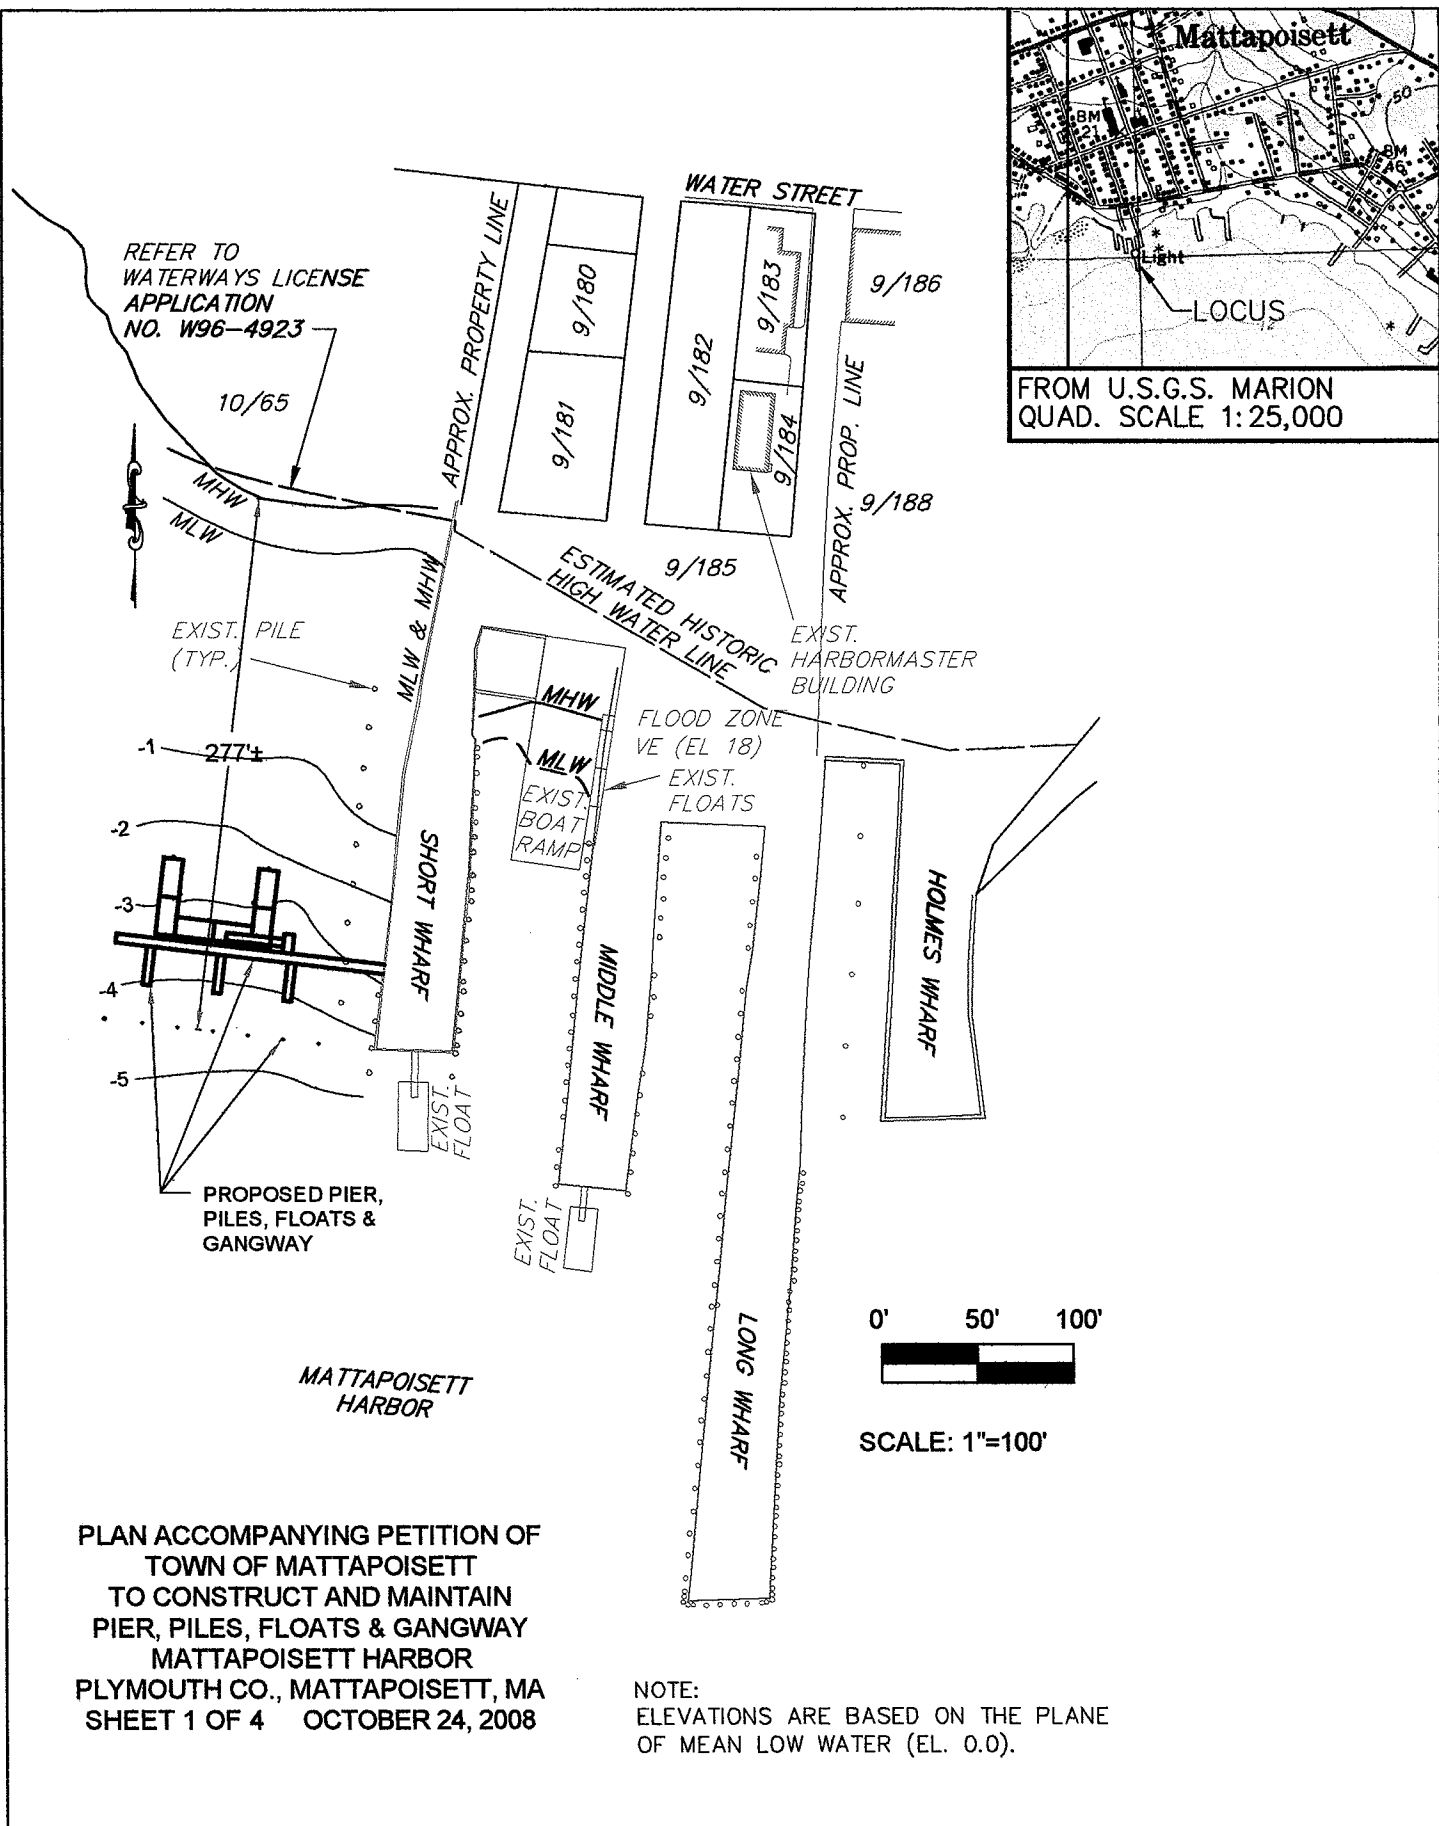 Mattapoisett
BM
21
50
BM
46
Light
LOCUS
FROM U.S.G.S. MARION
QUAD. SCALE 1:25,000
WATER STREET
REFER TO
WATERWAYS LICENSE
APPLICATION
NO. W96-4923
10/65
APPROX. PROPERTY LINE
9/180
9/181
9/182
9/183
9/184
9/186
APPROX. PROP. LINE
9/188
9/185
MHW
MLW
MLW & MHW
ESTIMATED HISTORIC
HIGH WATER LINE
EXIST. PILE
(TYP.)
EXIST.
HARBORMASTER
BUILDING
MHW
FLOOD ZONE
VE (EL 18)
MLW
EXIST.
FLOATS
EXIST.
BOAT
RAMP
-1
277'±
-2
-3
-4
-5
SHORT WHARF
MIDDLE WHARF
HOLMES WHARF
EXIST.
FLOAT
PROPOSED PIER,
PILES, FLOATS &
GANGWAY
EXIST.
FLOAT
LONG WHARF
0' 50' 100'
SCALE: 1"=100'
MATTAPOISETT
HARBOR
PLAN ACCOMPANYING PETITION OF
TOWN OF MATTAPOISETT
TO CONSTRUCT AND MAINTAIN
PIER, PILES, FLOATS & GANGWAY
MATTAPOISETT HARBOR
PLYMOUTH CO., MATTAPOISETT, MA
SHEET 1 OF 4 OCTOBER 24, 2008
NOTE:
ELEVATIONS ARE BASED ON THE PLANE
OF MEAN LOW WATER (EL. 0.0).